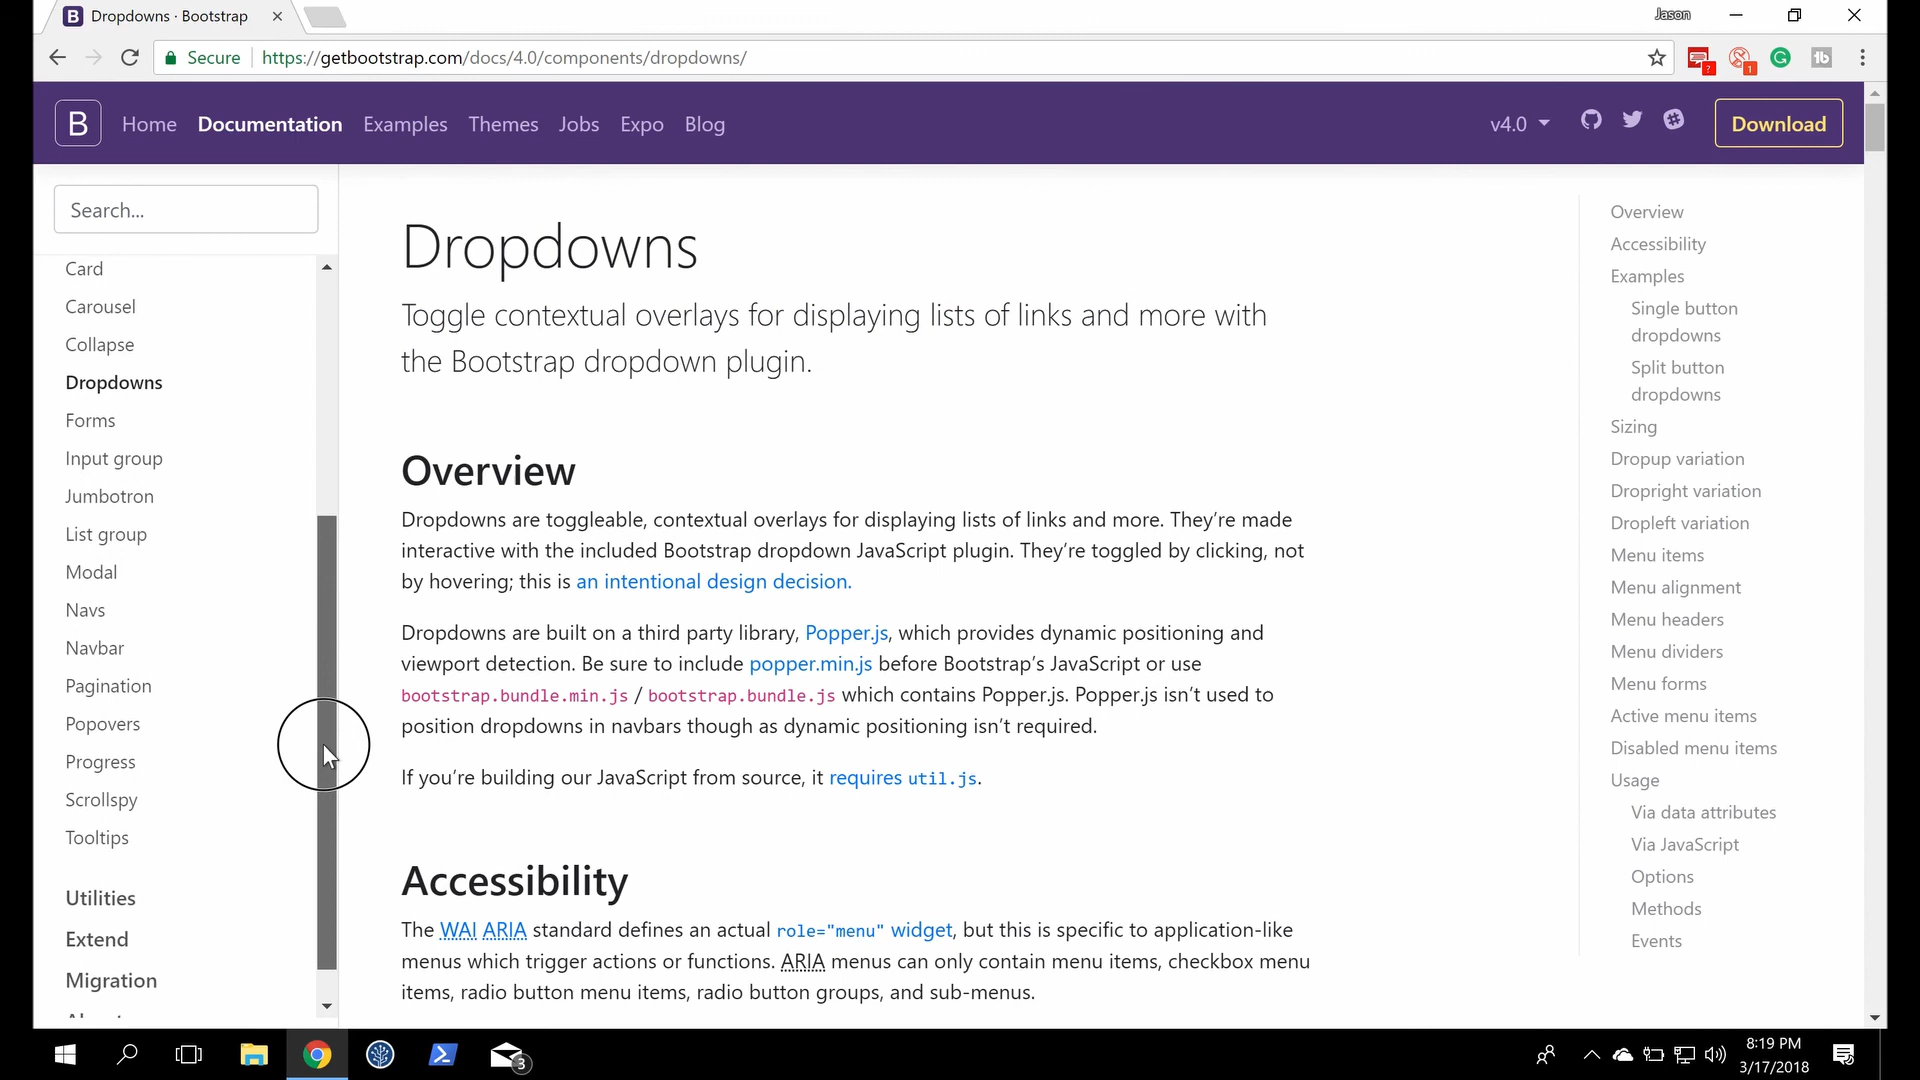 Dropdowns · Bootstrap
Jason
Secure
https://getbootstrap.com/docs/4.0/components/dropdowns/
?
1
B
Home
Documentation
Examples
Themes
Jobs
Expo
Blog
v4.0
Download
Search...
Card
Carousel
Collapse
Dropdowns
Forms
Input group
Jumbotron
List group
Modal
Navs
Navbar
Pagination
Popovers
Progress
Scrollspy
Tooltips
Utilities
Extend
Migration
Dropdowns
Toggle contextual overlays for displaying lists of links and more with
the Bootstrap dropdown plugin.
Overview
Dropdowns are toggleable, contextual overlays for displaying lists of links and more. They’re made
interactive with the included Bootstrap dropdown JavaScript plugin. They’re toggled by clicking, not
by hovering; this is an intentional design decision.
Dropdowns are built on a third party library, Popper.js, which provides dynamic positioning and
viewport detection. Be sure to include popper.min.js before Bootstrap’s JavaScript or use
bootstrap.bundle.min.js / bootstrap.bundle.js which contains Popper.js. Popper.js isn’t used to
position dropdowns in navbars though as dynamic positioning isn’t required.
If you’re building our JavaScript from source, it requires util.js.
Accessibility
The WAI ARIA standard defines an actual role="menu" widget, but this is specific to application-like
menus which trigger actions or functions. ARIA menus can only contain menu items, checkbox menu
items, radio button menu items, radio button groups, and sub-menus.
Overview
Accessibility
Examples
Single button
dropdowns
Split button
dropdowns
Sizing
Dropup variation
Dropright variation
Dropleft variation
Menu items
Menu alignment
Menu headers
Menu dividers
Menu forms
Active menu items
Disabled menu items
Usage
Via data attributes
Via JavaScript
Options
Methods
Events
3
8:19 PM
3/17/2018